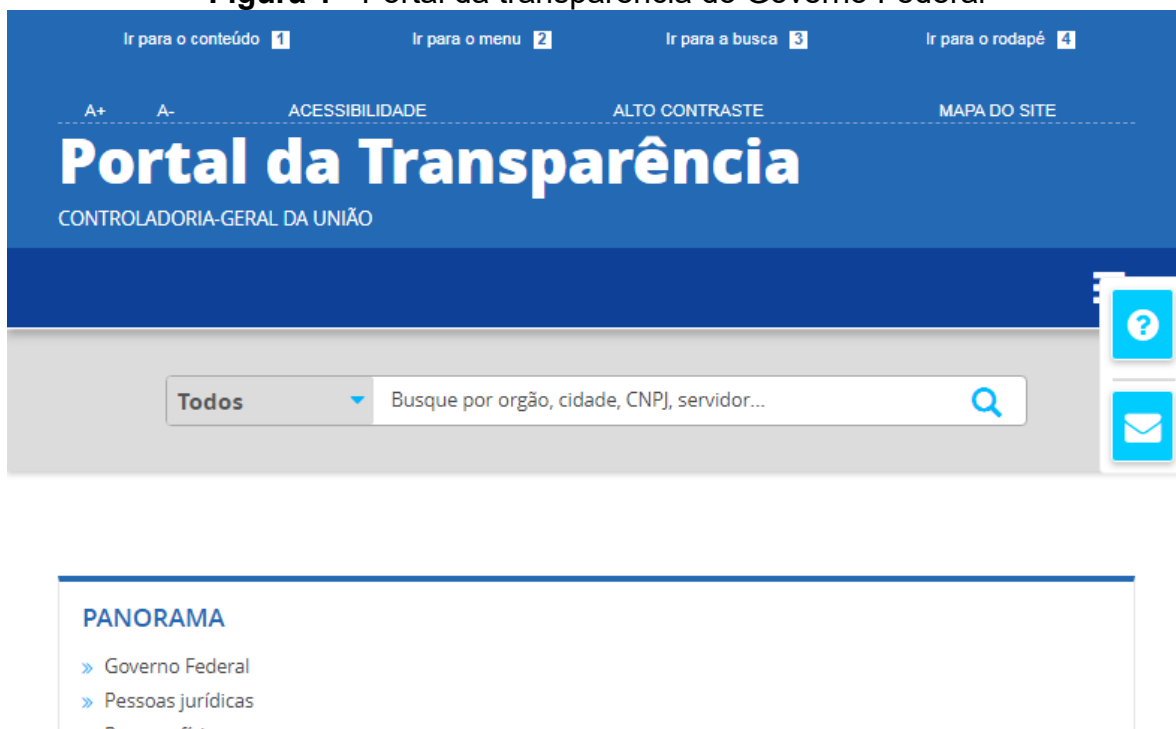 Figura 1 - Portal da transparência do Governo Federal
Ir para o conteúdo 1 Ir para o menu 2 Ir para a busca 3 Ir para o rodapé 4
A+ A- ACESSIBILIDADE ALTO CONTRASTE MAPA DO SITE
Portal da Transparência
CONTROLADORIA-GERAL DA UNIÃO
Todos Busque por orgão, cidade, CNPJ, servidor...
PANORAMA
» Governo Federal
» Pessoas jurídicas